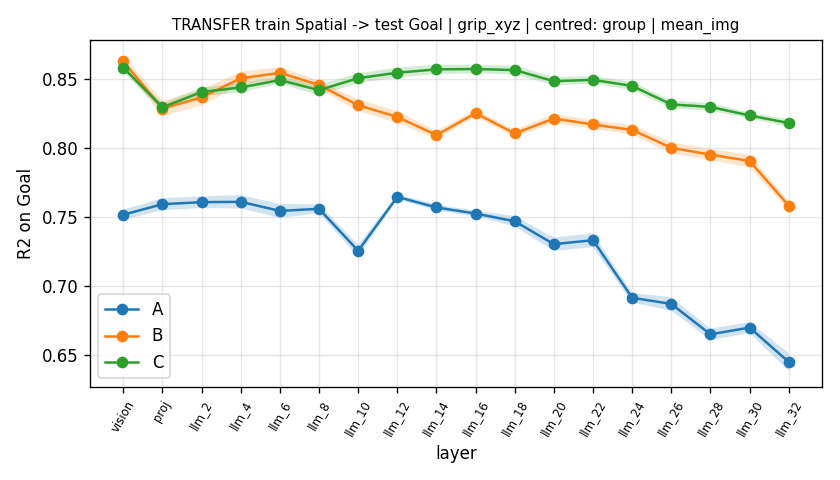 TRANSFER train Spatial -> test Goal | grip_xyz | centred: group | mean_img
R2 on Goal
0.85
0.80
0.75
0.70
0.65
A
B
C
vision
proj
llm_2
llm_4
llm_6
llm_8
llm_10
llm_12
llm_14
llm_16
llm_18
llm_20
llm_22
llm_24
llm_26
llm_28
llm_30
llm_32
layer